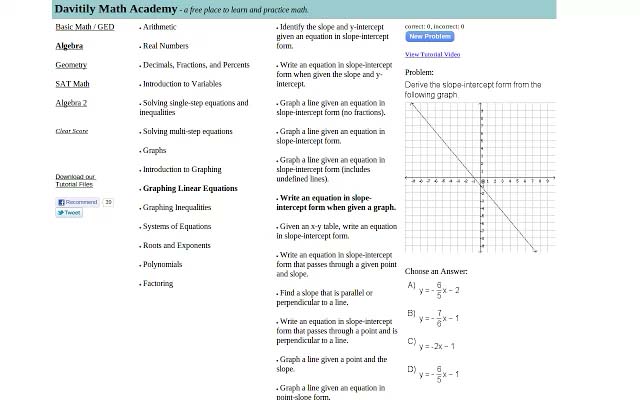 Davitily Math Academy - a free place to learn and practice math.
Basic Math / GED
Algebra
Geometry
SAT Math
Algebra 2
Clear Score
Download our
Tutorial Files
Recommend 39
Tweet
• Arithmetic
• Real Numbers
• Decimals, Fractions, and Percents
• Introduction to Variables
• Solving single-step equations and
inequalities
• Solving multi-step equations
• Graphs
• Introduction to Graphing
• Graphing Linear Equations
• Graphing Inequalities
• Systems of Equations
• Roots and Exponents
• Polynomials
• Factoring
• Identify the slope and y-intercept
given an equation in slope-intercept
form.
• Write an equation in slope-intercept
form when given the slope and y-
intercept.
• Graph a line given an equation in
slope-intercept form (no fractions).
• Graph a line given an equation in
slope-intercept form.
• Graph a line given an equation in
slope-intercept form (includes
undefined lines).
• Write an equation in slope-
intercept form when given a graph.
• Given an x-y table, write an equation
in slope-intercept form.
• Write an equation in slope-intercept
form that passes through a given point
and slope.
• Find a slope that is parallel or
perpendicular to a line.
• Write an equation in slope-intercept
form that passes through a point and is
perpendicular to a line.
• Graph a line given a point and the
slope.
• Graph a line given an equation in
point-slope form.
correct: 0, incorrect: 0
New Problem
View Tutorial Video
Problem:
Derive the slope-intercept form from the
following graph.
Choose an Answer:
A) y = - 6/5 x - 2
B) y = - 7/6 x - 1
C) y = -2x - 1
D) y = - 6/5 x - 1